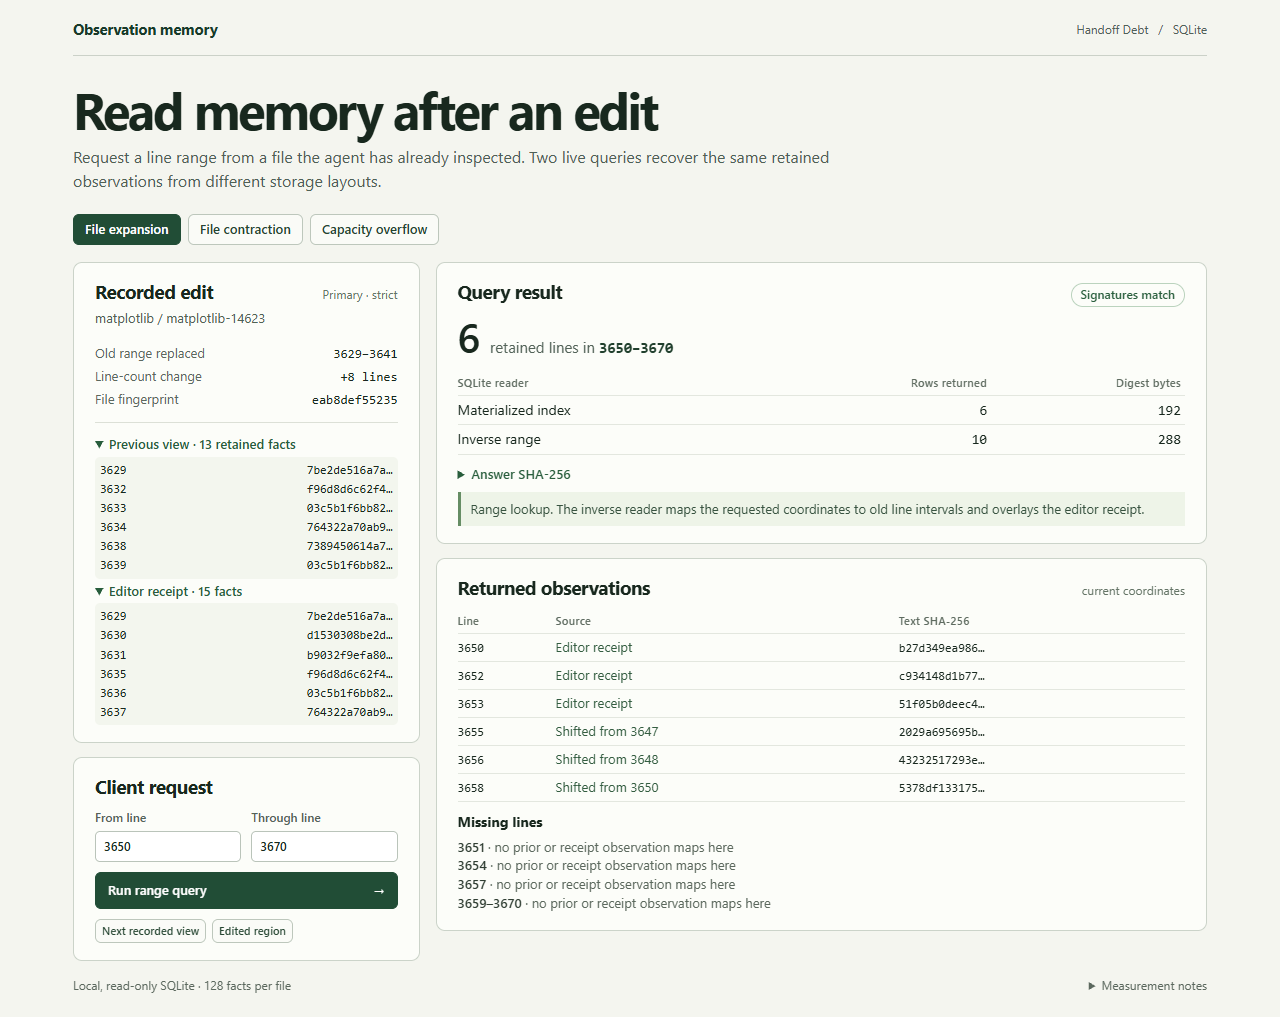 Observation memory
Handoff Debt / SQLite
Read memory after an edit
Request a line range from a file the agent has already inspected. Two live queries recover the same retained
observations from different storage layouts.
File expansion
File contraction
Capacity overflow
Recorded edit
Primary · strict
matplotlib / matplotlib-14623
Old range replaced 3629–3641
Line-count change +8 lines
File fingerprint eab8def55235
▼ Previous view · 13 retained facts
3629 7be2de516a7a…
3632 f96d8d6c62f4…
3633 03c5b1f6bb82…
3634 764322a70ab9…
3638 7389450614a7…
3639 03c5b1f6bb82…
▼ Editor receipt · 15 facts
3629 7be2de516a7a…
3630 d1530308be2d…
3631 b9032f9efa80…
3635 f96d8d6c62f4…
3636 03c5b1f6bb82…
3637 764322a70ab9…
Client request
From line Through line
3650 3670
Run range query →
Next recorded view
Edited region
Query result
Signatures match
6 retained lines in 3650–3670
SQLite reader Rows returned Digest bytes
Materialized index 6 192
Inverse range 10 288
▶ Answer SHA-256
Range lookup. The inverse reader maps the requested coordinates to old line intervals and overlays the editor receipt.
Returned observations
current coordinates
Line Source Text SHA-256
3650 Editor receipt b27d349ea986…
3652 Editor receipt c934148d1b77…
3653 Editor receipt 51f05b0deec4…
3655 Shifted from 3647 2029a695695b…
3656 Shifted from 3648 43232517293e…
3658 Shifted from 3650 5378df133175…
Missing lines
3651 · no prior or receipt observation maps here
3654 · no prior or receipt observation maps here
3657 · no prior or receipt observation maps here
3659–3670 · no prior or receipt observation maps here
Local, read-only SQLite · 128 facts per file
▶ Measurement notes